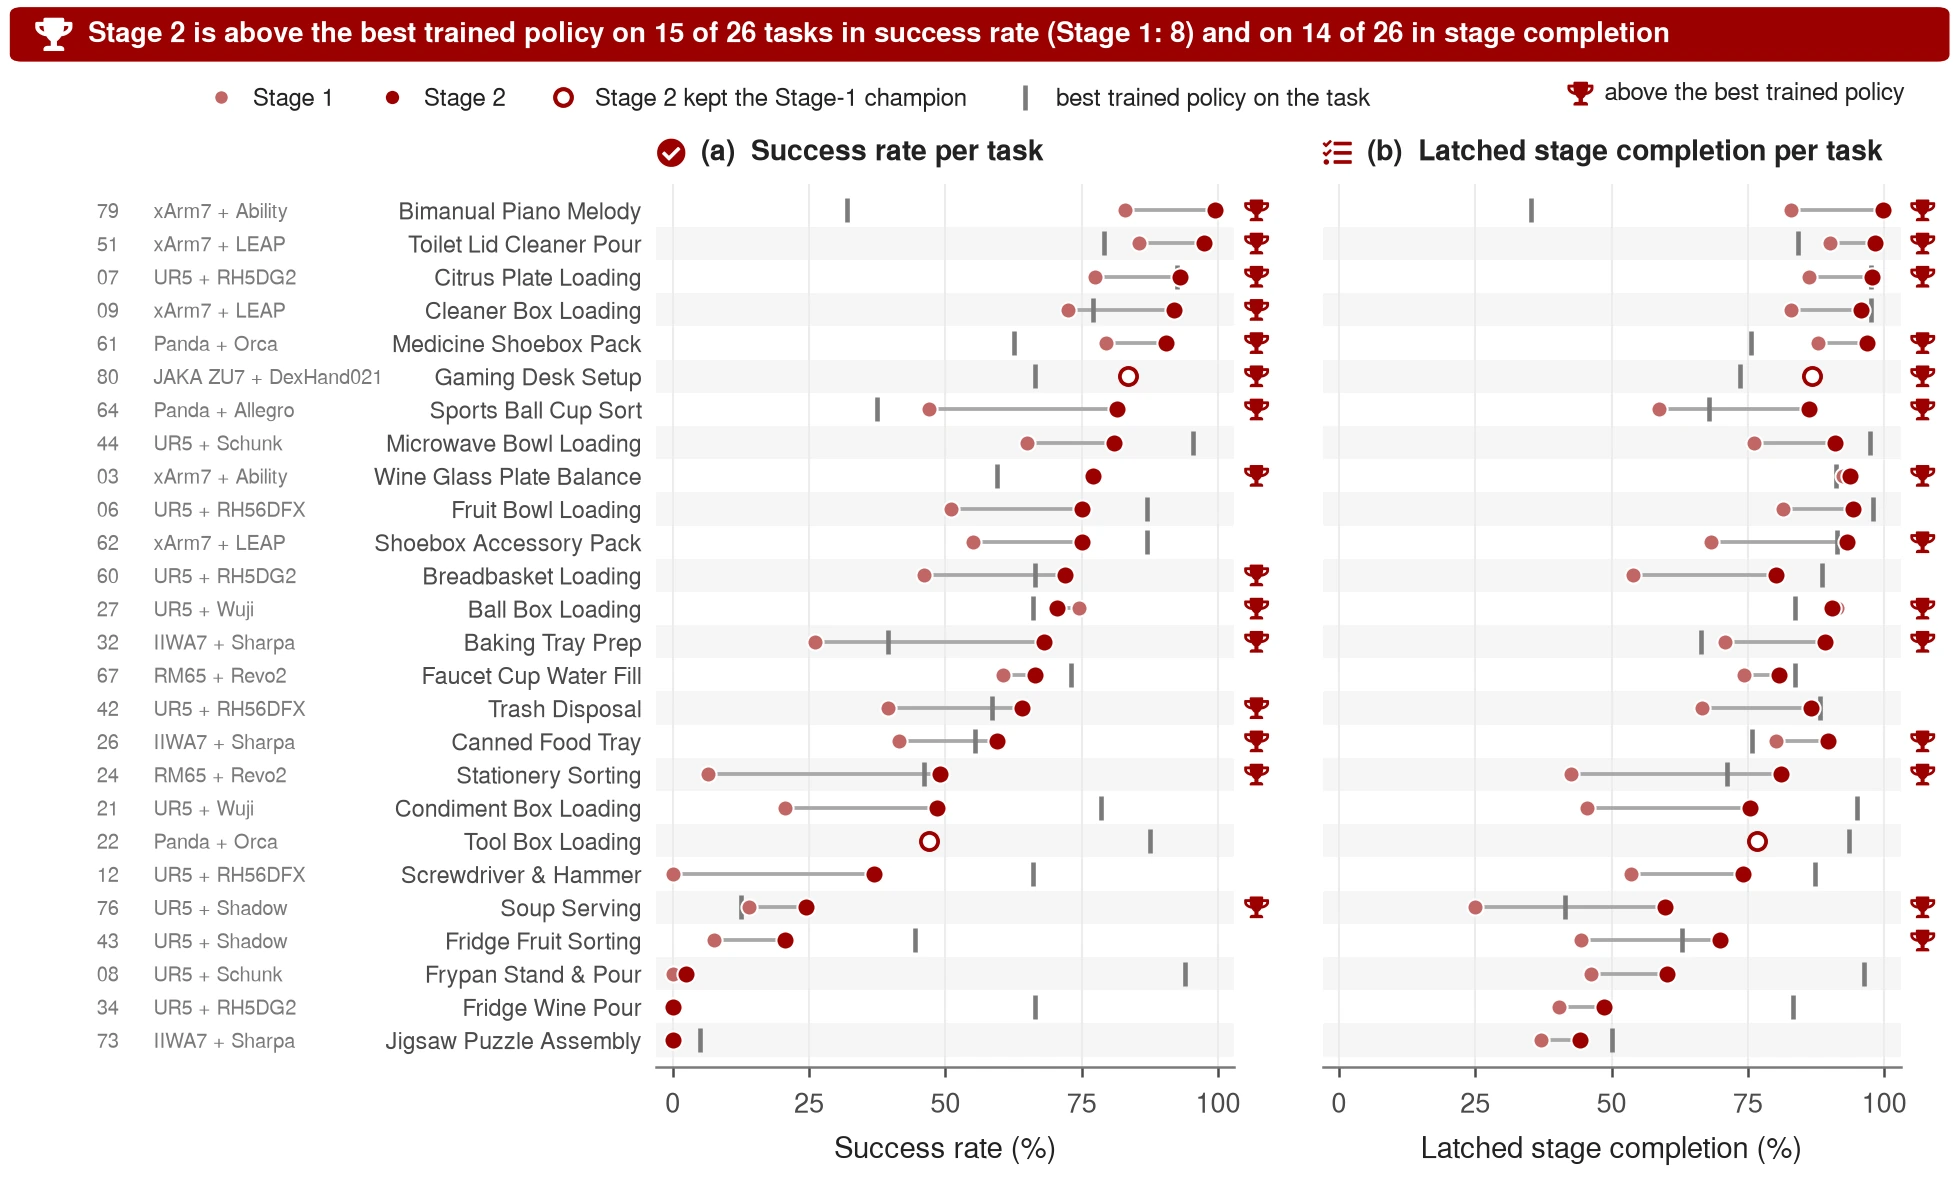 Stage 2 is above the best trained policy on 15 of 26 tasks in success rate (Stage 1: 8) and on 14 of 26 in stage completion
Stage 1 Stage 2 Stage 2 kept the Stage-1 champion best trained policy on the task above the best trained policy
(a) Success rate per task
(b) Latched stage completion per task
79 xArm7 + Ability Bimanual Piano Melody
51 xArm7 + LEAP Toilet Lid Cleaner Pour
07 UR5 + RH5DG2 Citrus Plate Loading
09 xArm7 + LEAP Cleaner Box Loading
61 Panda + Orca Medicine Shoebox Pack
80 JAKA ZU7 + DexHand021 Gaming Desk Setup
64 Panda + Allegro Sports Ball Cup Sort
44 UR5 + Schunk Microwave Bowl Loading
03 xArm7 + Ability Wine Glass Plate Balance
06 UR5 + RH56DFX Fruit Bowl Loading
62 xArm7 + LEAP Shoebox Accessory Pack
60 UR5 + RH5DG2 Breadbasket Loading
27 UR5 + Wuji Ball Box Loading
32 IIWA7 + Sharpa Baking Tray Prep
67 RM65 + Revo2 Faucet Cup Water Fill
42 UR5 + RH56DFX Trash Disposal
26 IIWA7 + Sharpa Canned Food Tray
24 RM65 + Revo2 Stationery Sorting
21 UR5 + Wuji Condiment Box Loading
22 Panda + Orca Tool Box Loading
12 UR5 + RH56DFX Screwdriver & Hammer
76 UR5 + Shadow Soup Serving
43 UR5 + Shadow Fridge Fruit Sorting
08 UR5 + Schunk Frypan Stand & Pour
34 UR5 + RH5DG2 Fridge Wine Pour
73 IIWA7 + Sharpa Jigsaw Puzzle Assembly
0 25 50 75 100
Success rate (%)
0 25 50 75 100
Latched stage completion (%)